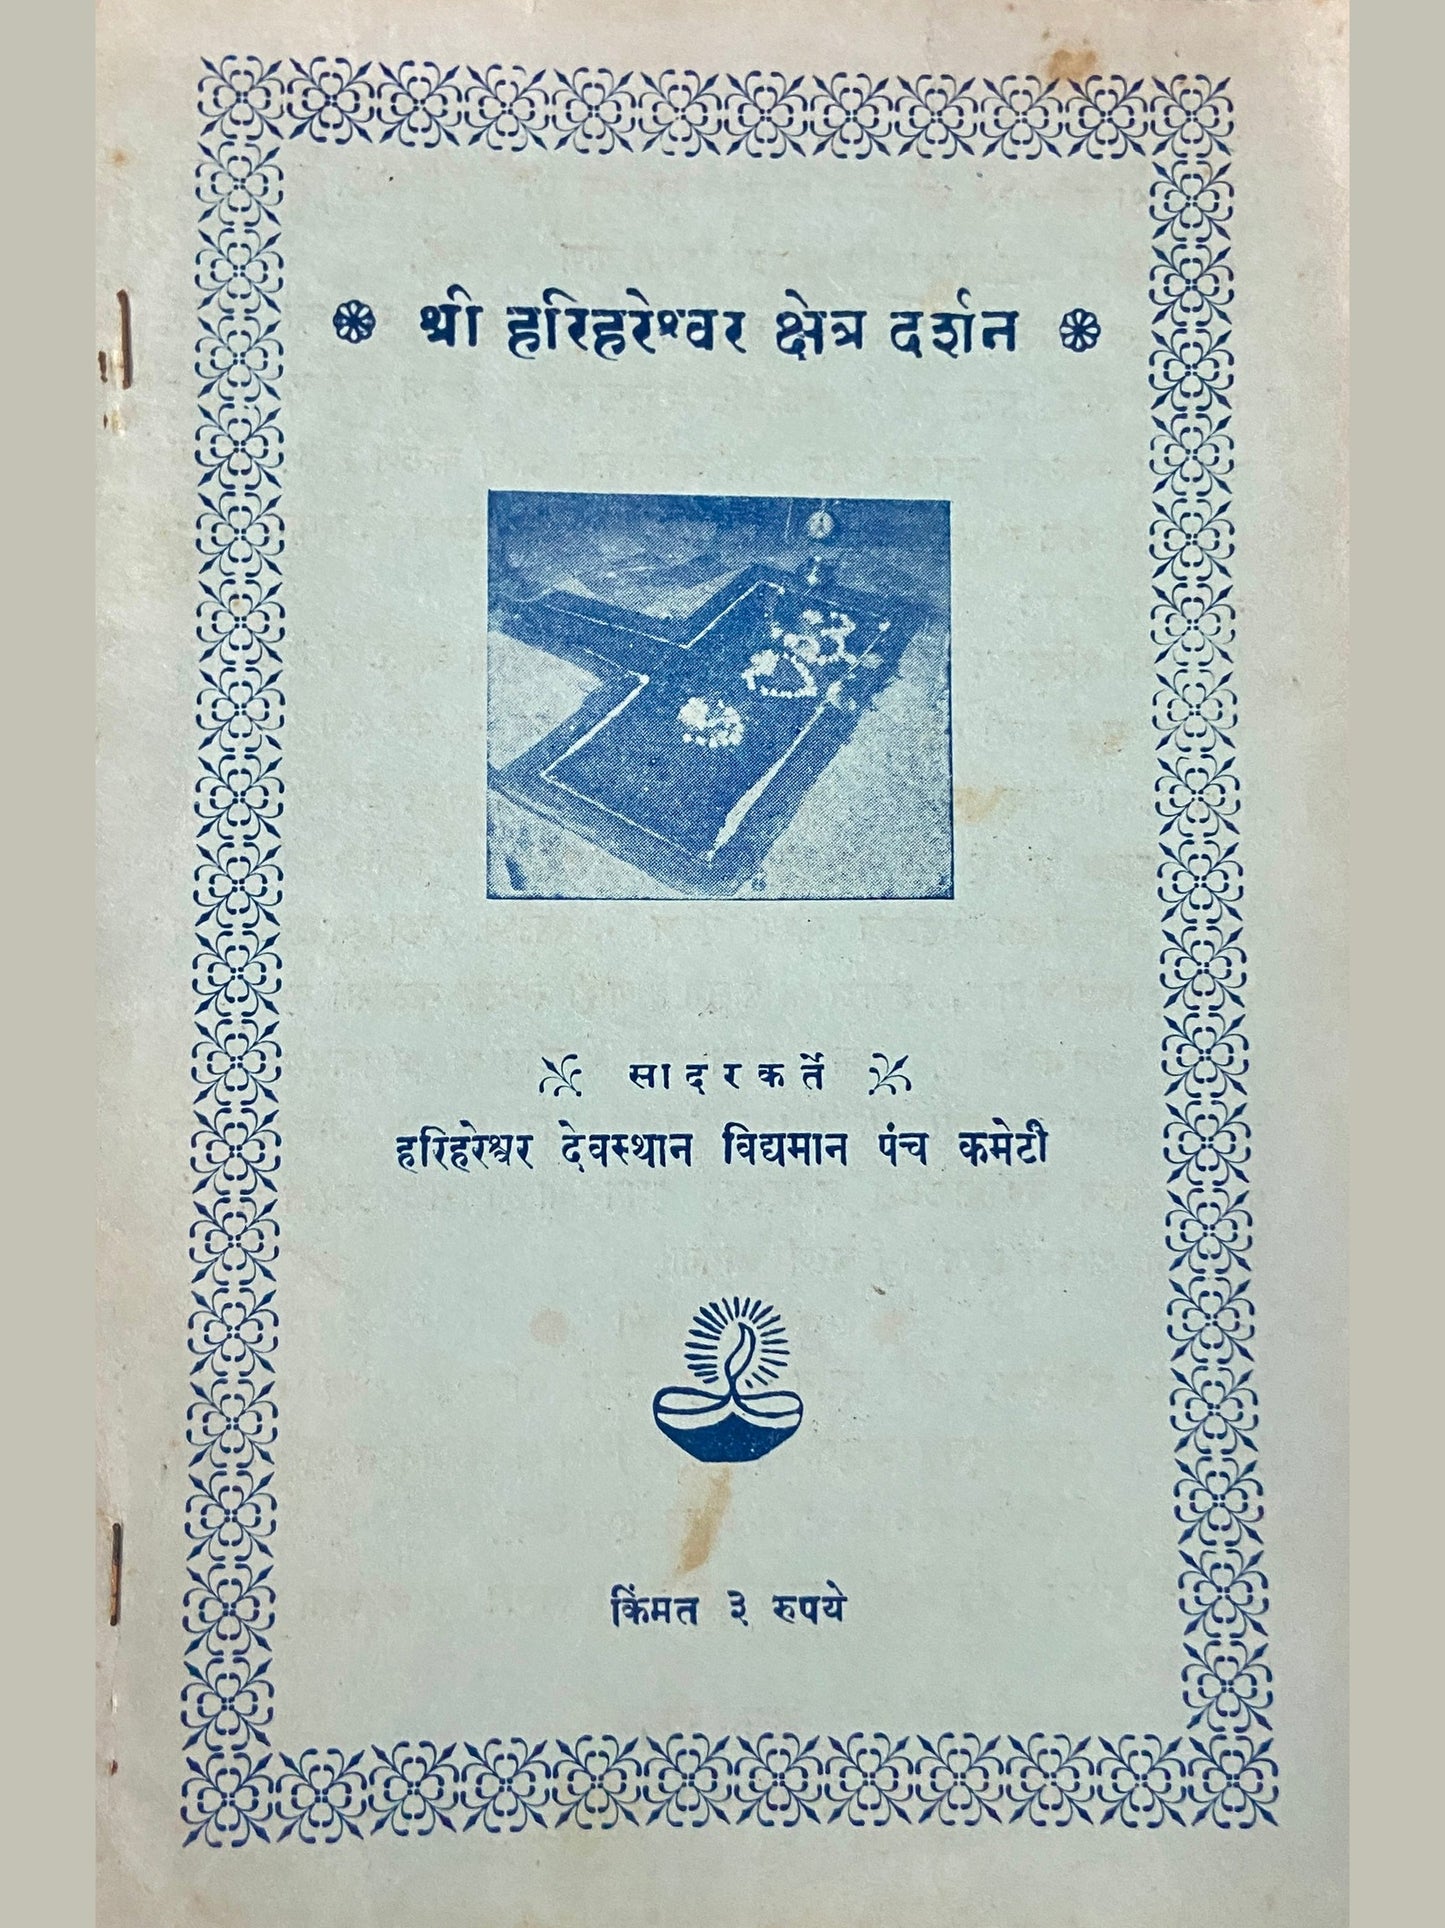 श्री हरिहरेश्वर क्षेत्र दर्शन
सादरकर्ते
हरिहरेश्वर देवस्थान विद्यमान पंच कमेटी
किंमत ३ रुपये